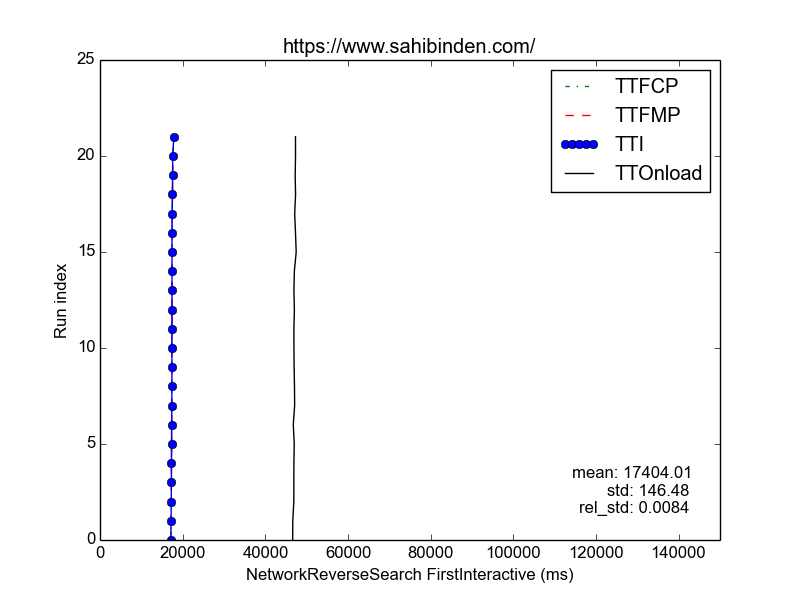 https://www.sahibinden.com/
25
20
15
10
5
0
Run index
TTFCP
TTFMP
TTI
TTOnload
mean: 17404.01
std: 146.48
rel_std: 0.0084
0 20000 40000 60000 80000 100000 120000 140000
NetworkReverseSearch FirstInteractive (ms)